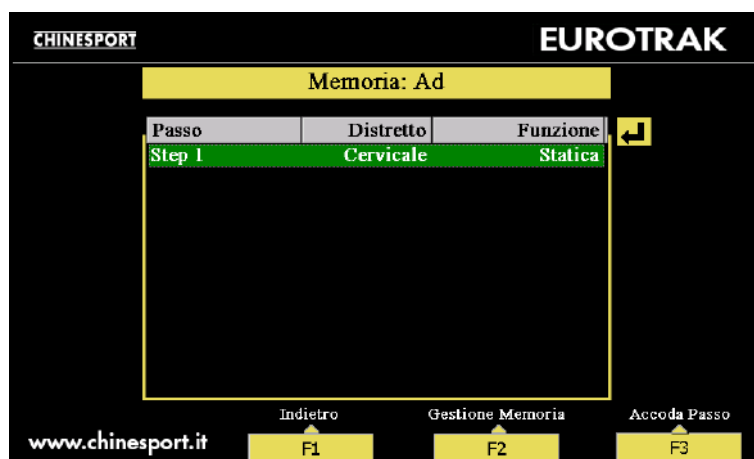 CHINESPORT EUROTRAK
Memoria: Ad
Passo Distretto Funzione
Step 1 Cervicale Statica
Indietro Gestione Memoria Accoda Passo
www.chinesport.it F1 F2 F3